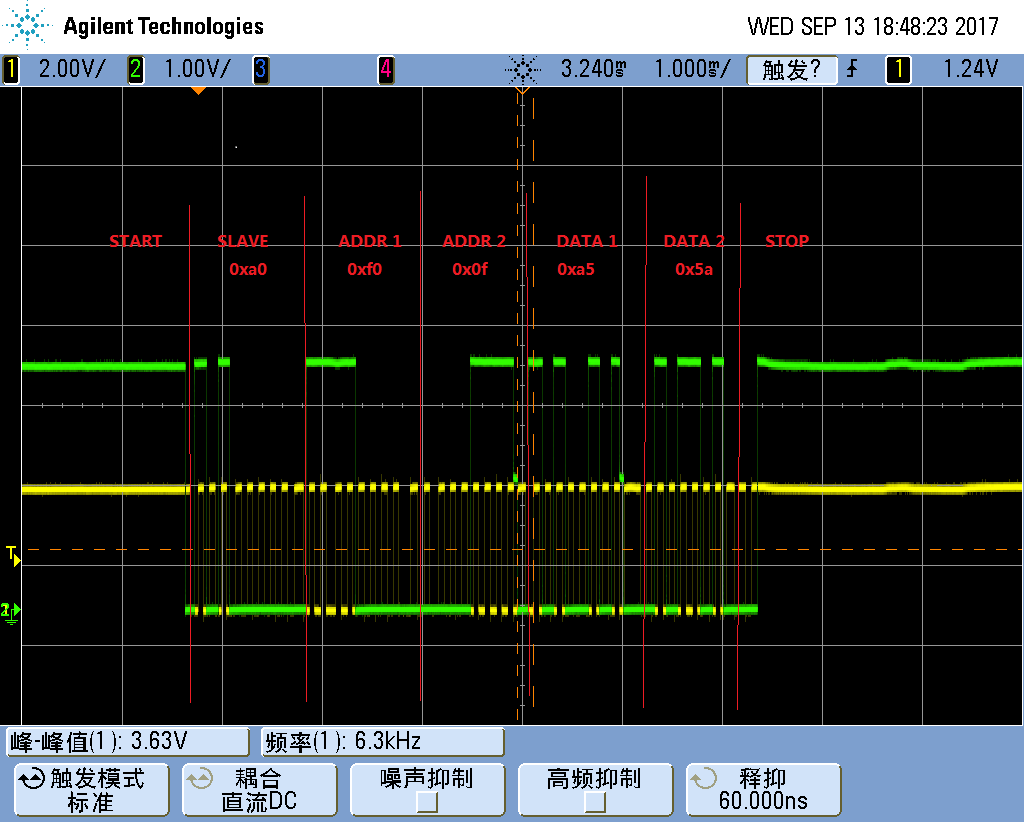 Agilent Technologies
WED SEP 13 18:48:23 2017
1 2.00V/ 2 1.00V/ 3 4 3.240ms 1.000ms/ 触发? 1 1.24V
START SLAVE ADDR 1 ADDR 2 DATA 1 DATA 2 STOP
0xa0 0xf0 0x0f 0xa5 0x5a
T
2
峰-峰值(1): 3.63V
频率(1): 6.3kHz
触发模式
标准
耦合
直流DC
噪声抑制
高频抑制
释抑
60.000ns